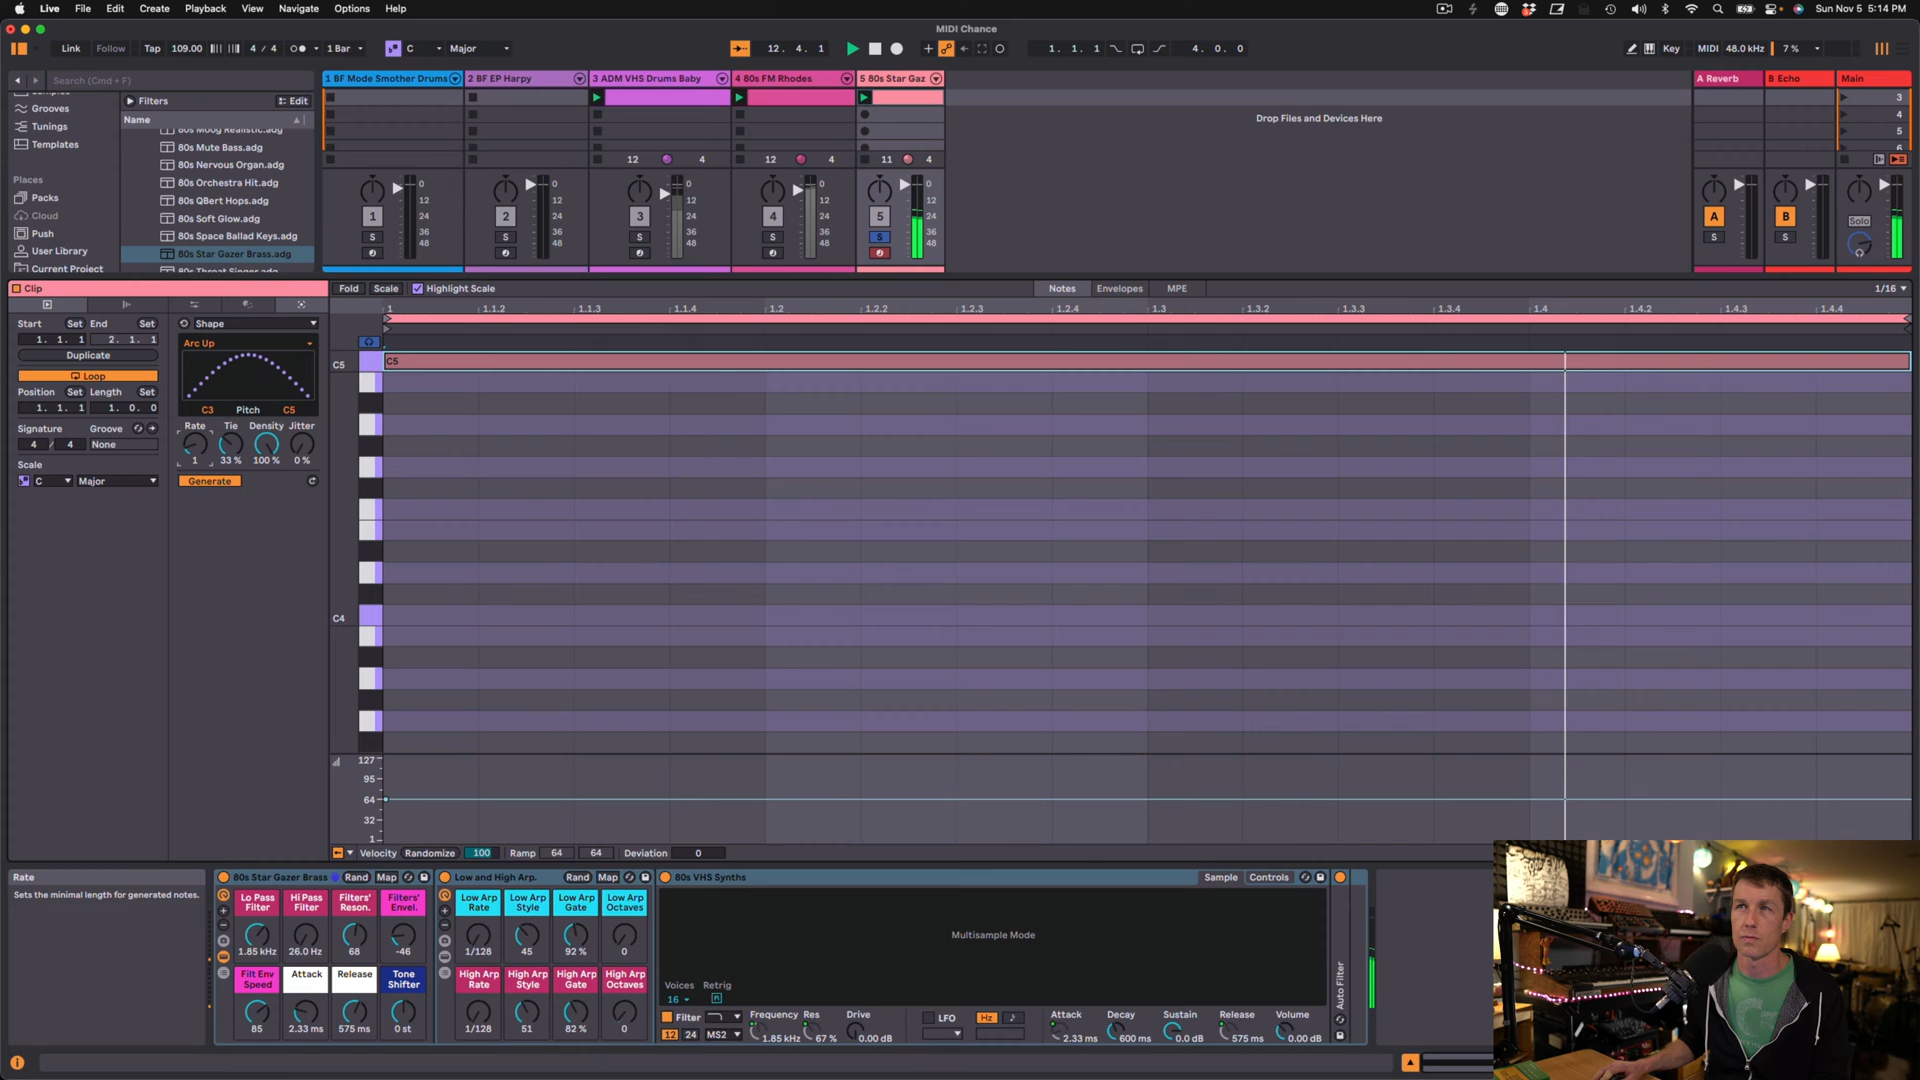 Live File Edit Create Playback View Navigate Options Help
Sun Nov 5 5:14 PM
MIDI Chance
Link Follow Tap 109.00 4 / 4 1 Bar C Major 12. 4. 1 1. 1. 1 4. 0. 0 Key MIDI 48.0 kHz 7 %
Search (Cmd + F)
Grooves
Tunings
Templates
Places
Packs
Cloud
Push
User Library
Current Project
Filters Edit
Name
80s Moog Realistic.adg
80s Mute Bass.adg
80s Nervous Organ.adg
80s Orchestra Hit.adg
80s QBert Hops.adg
80s Soft Glow.adg
80s Space Ballad Keys.adg
80s Star Gazer Brass.adg
80s Throat Singer.adg
1 BF Mode Smother Drums 2 BF EP Harpy 3 ADM VHS Drums Baby 4 80s FM Rhodes 5 80s Star Gaz
Drop Files and Devices Here
A Reverb B Echo Main
3
4
5
6
12 4 12 4 11 4
0 0 0 0 0
12 12 12 12 12
24 24 24 24 24
36 36 36 36 36
48 48 48 48 48
1 2 3 4 5 A B Solo
S S S S S S S
Clip
Start Set End Set
1. 1. 1 2. 1. 1
Duplicate
Loop
Position Set Length Set
1. 1. 1 1. 0. 0
Signature Groove
4 / 4 None
Scale
C Major
Shape
Arc Up
C3 Pitch C5
Rate Tie Density Jitter
1 33 % 100 % 0 %
Generate
Fold Scale Highlight Scale Notes Envelopes MPE 1/16
1 1.1.2 1.1.3 1.1.4 1.2 1.2.2 1.2.3 1.2.4 1.3 1.3.2 1.3.3 1.3.4 1.4 1.4.2 1.4.3 1.4.4
C5 C5
C4
127
95
64
32
1
Velocity Randomize 100 Ramp 64 64 Deviation 0
Rate
Sets the minimal length for generated notes.
80s Star Gazer Brass Rand Map
Lo Pass Filter Hi Pass Filter Filters' Reson. Filters' Envel.
1.85 kHz 26.0 Hz 68 -46
Filt Env Speed Attack Release Tone Shifter
85 2.33 ms 575 ms 0 st
Low and High Arp. Rand Map
Low Arp Rate Low Arp Style Low Arp Gate Low Arp Octaves
1/128 45 92 % 0
High Arp Rate High Arp Style High Arp Gate High Arp Octaves
1/128 51 82 % 0
80s VHS Synths Sample Controls
Multisample Mode
Voices Retrig
16 R
Filter Frequency Res Drive LFO Hz Attack Decay Sustain Release Volume
12 24 MS2 1.85 kHz 67 % 0.00 dB 2.33 ms 600 ms 0.0 dB 575 ms 0.00 dB
Auto Filter